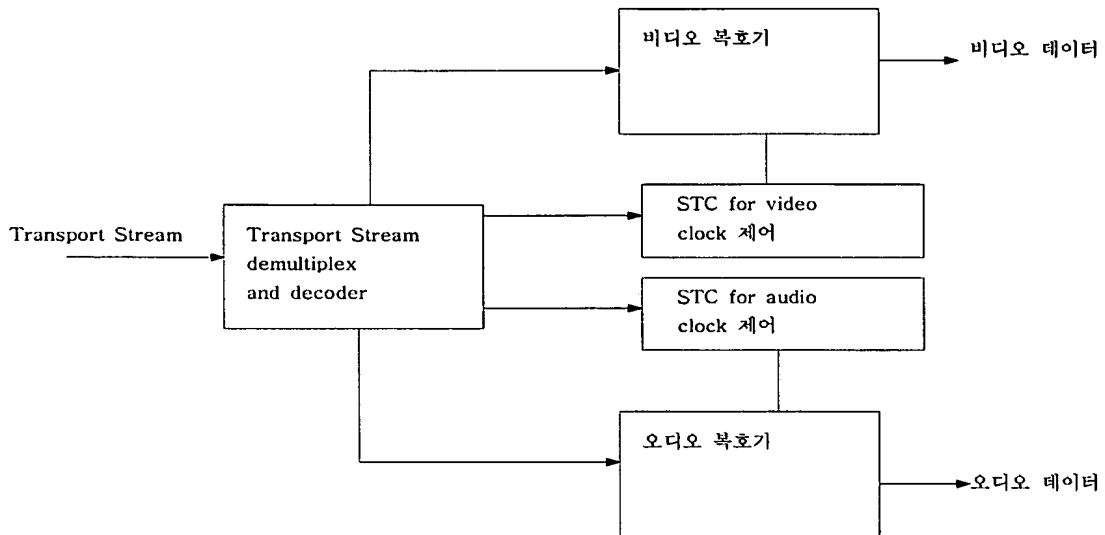 비디오 복호기
비디오 데이터
STC for video
clock 제어
Transport Stream
Transport Stream
demultiplex
and decoder
STC for audio
clock 제어
오디오 복호기
오디오 데이터